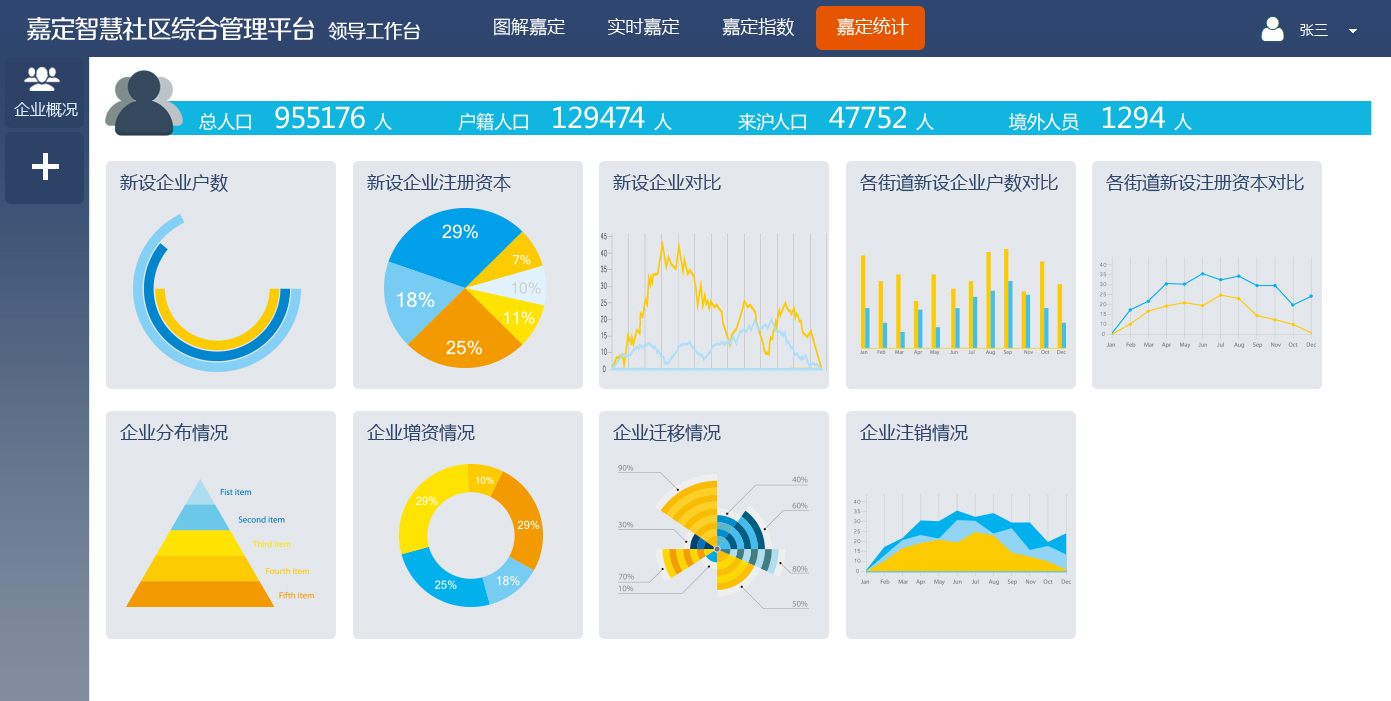 嘉定智慧社区综合管理平台 领导工作台 图解嘉定 实时嘉定 嘉定指数 嘉定统计 张三
企业概况
总人口 955176 人 户籍人口 129474 人 来沪人口 47752 人 境外人员 1294 人
新设企业户数
新设企业注册资本
29%
7%
10%
11%
25%
18%
新设企业对比
45
40
35
30
25
20
15
10
0
各街道新设企业户数对比
Jan Feb Mar Apr May Jun Jul Aug Sep Nov Oct Dec
各街道新设注册资本对比
40
35
30
25
20
15
10
0
Jan Feb Mar Apr May Jun Jul Aug Sep Nov Oct Dec
企业分布情况
Fist item
Second item
Third item
Fourth item
Fifth item
企业增资情况
10%
29%
29%
25%
18%
企业迁移情况
90%
40%
60%
30%
80%
70%
10%
50%
企业注销情况
40
35
30
25
20
15
10
0
Jan Feb Mar Apr May Jun Jul Aug Sep Nov Oct Dec